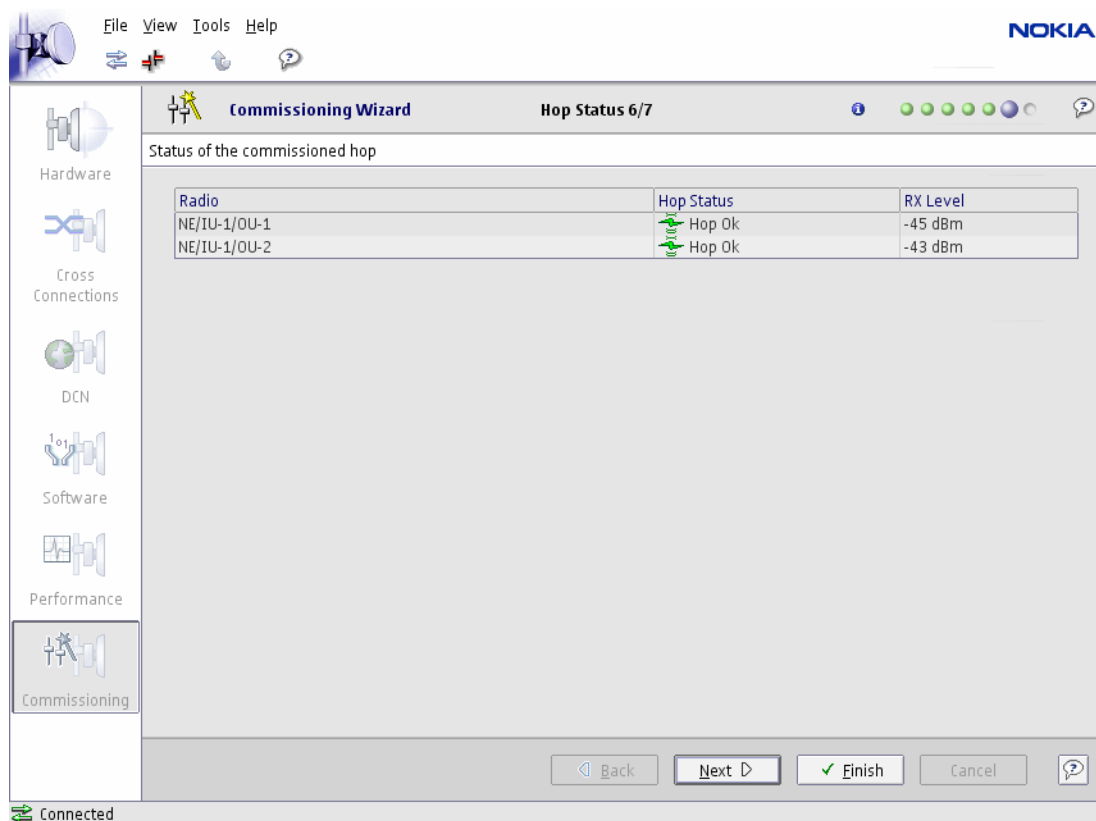 File View Tools Help
NOKIA
Commissioning Wizard Hop Status 6/7
Status of the commissioned hop
Hardware
Cross
Connections
DCN
Software
Performance
Commissioning
Radio Hop Status RX Level
NE/IU-1/OU-1 Hop Ok -45 dBm
NE/IU-1/OU-2 Hop Ok -43 dBm
Back Next Finish Cancel
Connected